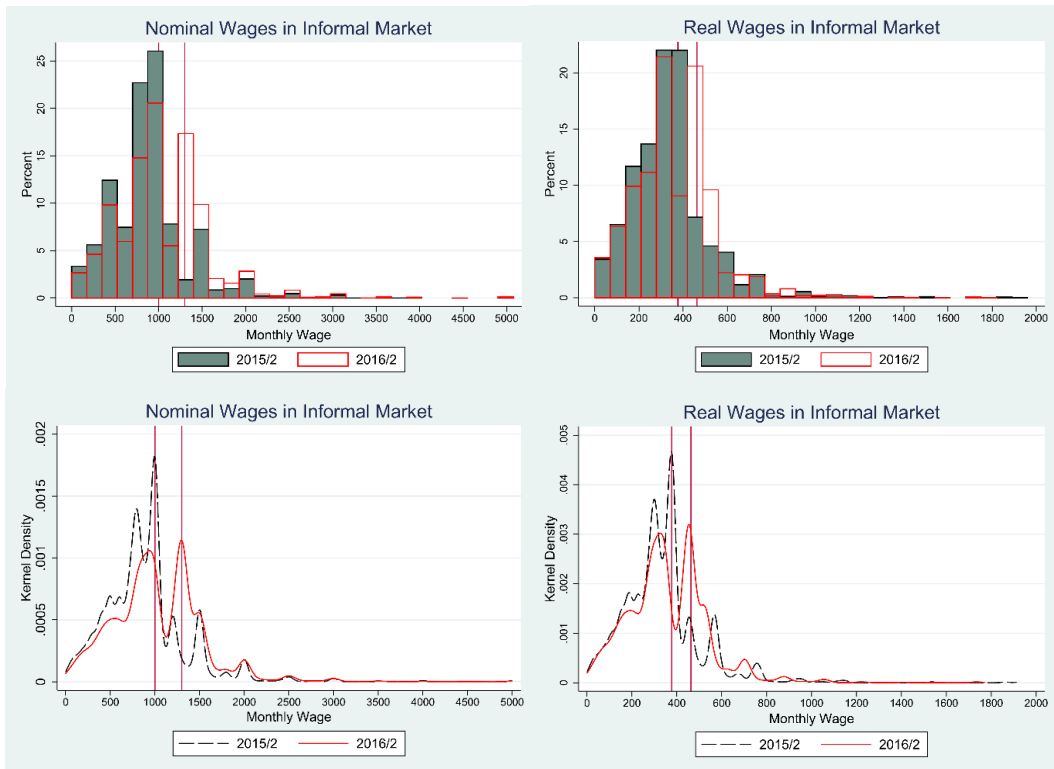 Nominal Wages in Informal Market
25
20
15
10
5
0
Percent
0 500 1000 1500 2000 2500 3000 3500 4000 4500 5000
Monthly Wage
2015/2 2016/2
Real Wages in Informal Market
20
15
10
5
0
Percent
0 200 400 600 800 1000 1200 1400 1600 1800 2000
Monthly Wage
2015/2 2016/2
Nominal Wages in Informal Market
.002
.0015
.001
.0005
0
Kernel Density
0 500 1000 1500 2000 2500 3000 3500 4000 4500 5000
Monthly Wage
2015/2 2016/2
Real Wages in Informal Market
.005
.004
.003
.002
.001
0
Kernel Density
0 200 400 600 800 1000 1200 1400 1600 1800 2000
Monthly Wage
2015/2 2016/2